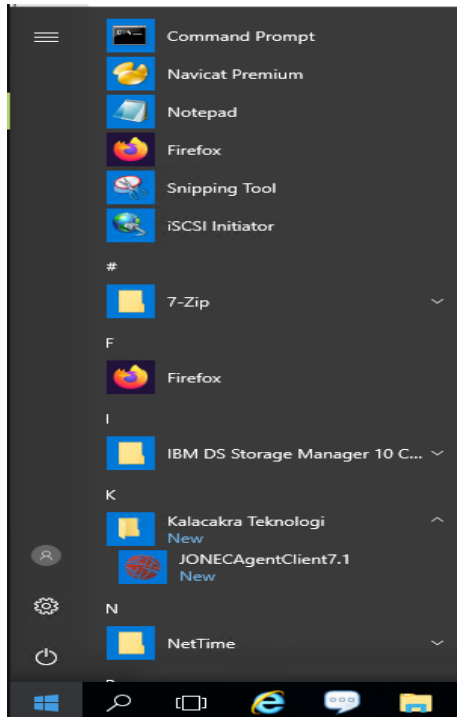 Command Prompt
Navicat Premium
Notepad
Firefox
Snipping Tool
iSCSI Initiator
#
7-Zip
F
Firefox
I
IBM DS Storage Manager 10 C...
K
Kalacakra Teknologi
New
JONECAgentClient7.1
New
N
NetTime